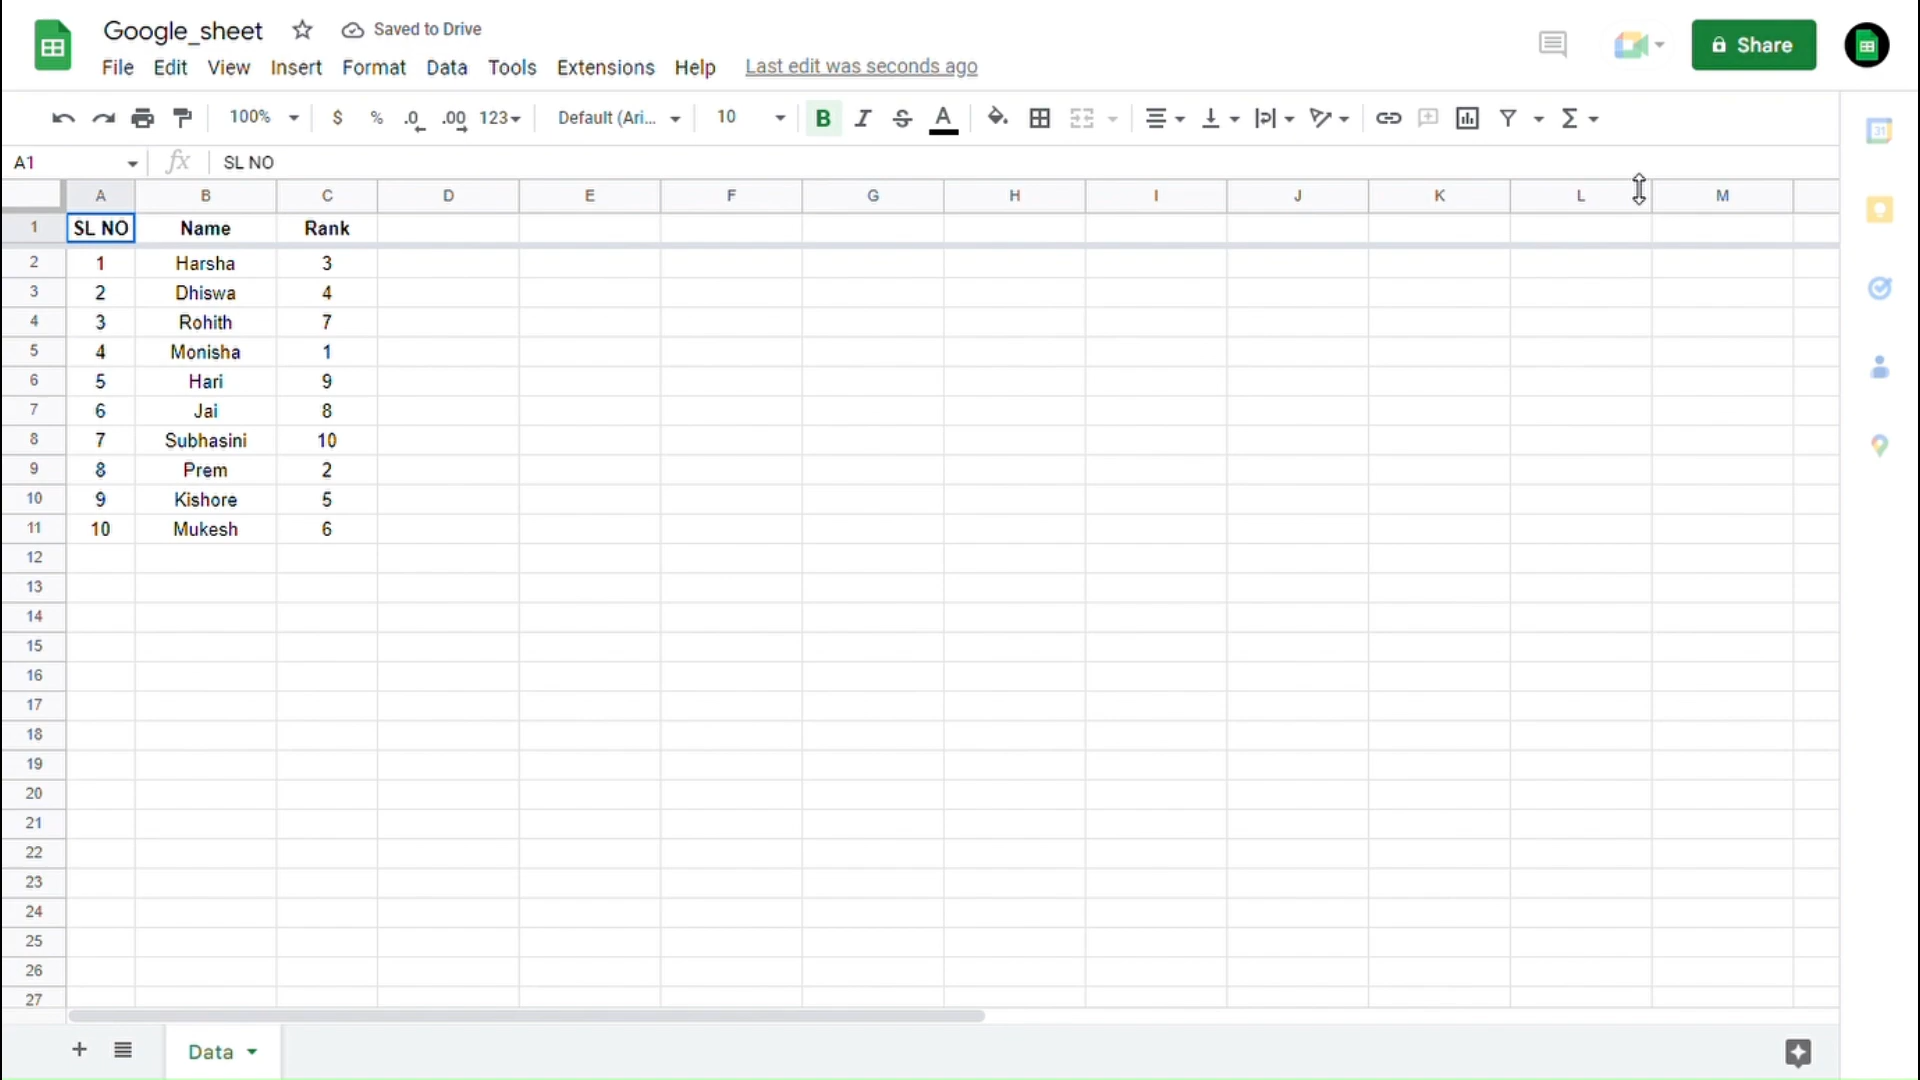 Google_sheet Saved to Drive
File Edit View Insert Format Data Tools Extensions Help Last edit was seconds ago
Share
100% $ % .0 .00 123 Default (Ari... 10 B I S A Σ
31
A1 fx SL NO
A B C D E F G H I J K L M
1 SL NO Name Rank
2 1 Harsha 3
3 2 Dhiswa 4
4 3 Rohith 7
5 4 Monisha 1
6 5 Hari 9
7 6 Jai 8
8 7 Subhasini 10
9 8 Prem 2
10 9 Kishore 5
11 10 Mukesh 6
12
13
14
15
16
17
18
19
20
21
22
23
24
25
26
27
+ Data